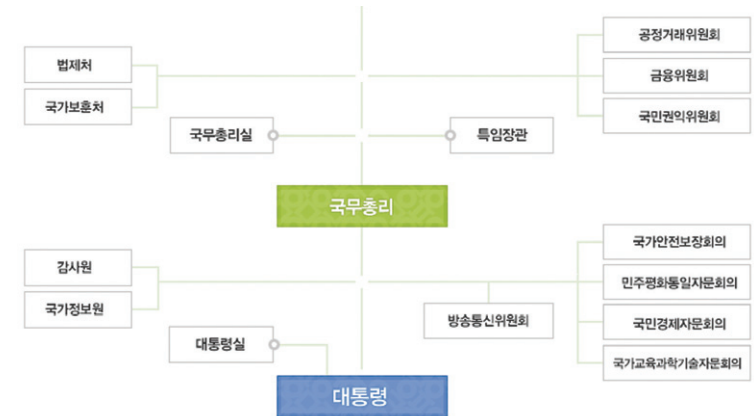 공정거래위원회
법제처
금융위원회
국가보훈처
국민권익위원회
국무총리실
특임장관
국무총리
국가안전보장회의
감사원
민주평화통일자문회의
국가정보원
방송통신위원회
국민경제자문회의
대통령실
국가교육과학기술자문회의
대통령